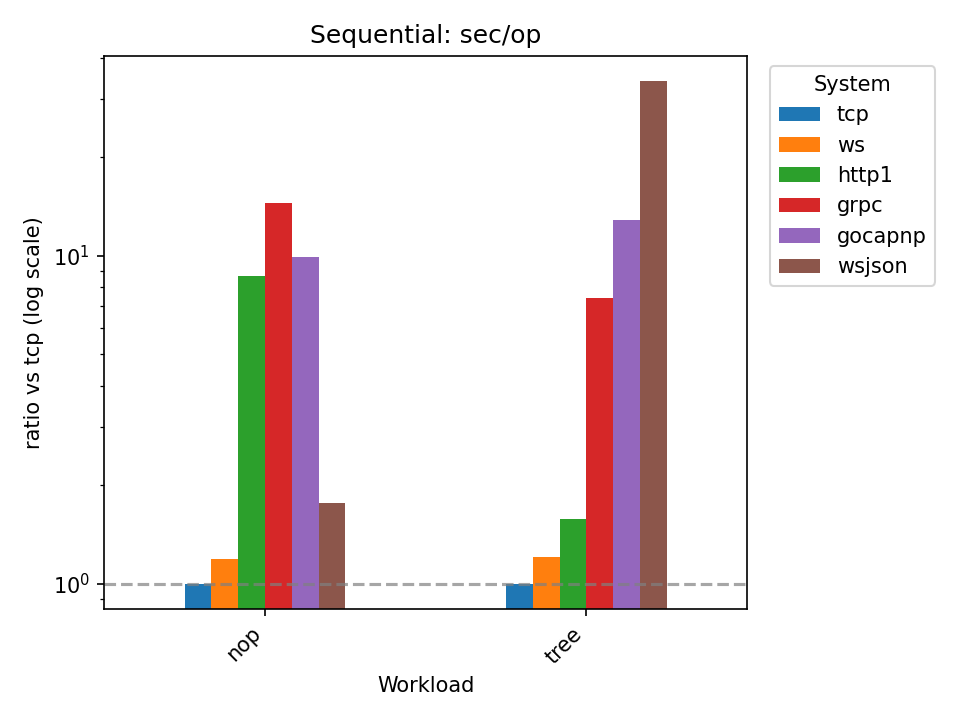 Sequential: sec/op
System
tcp
ws
http1
grpc
gocapnp
wsjson
ratio vs tcp (log scale)
10¹
10⁰
nop
tree
Workload